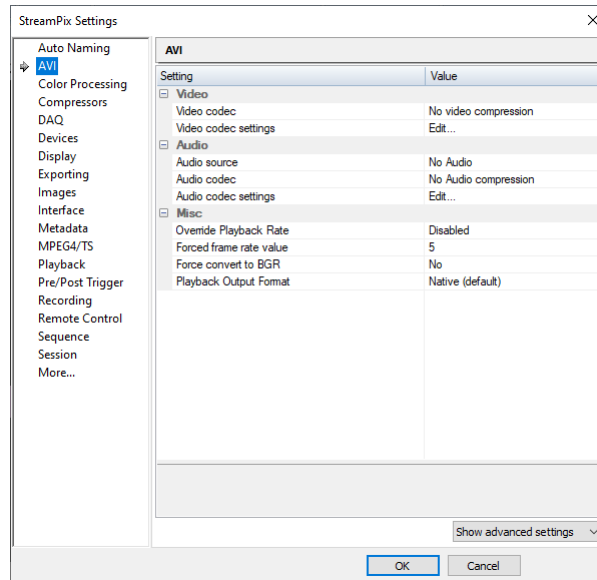 StreamPix Settings
Auto Naming
AVI
Color Processing
Compressors
DAQ
Devices
Display
Exporting
Images
Interface
Metadata
MPEG4/TS
Playback
Pre/Post Trigger
Recording
Remote Control
Sequence
Session
More...
AVI
Setting Value
Video
Video codec No video compression
Video codec settings Edit...
Audio
Audio source No Audio
Audio codec No Audio compression
Audio codec settings Edit...
Misc
Override Playback Rate Disabled
Forced frame rate value 5
Force convert to BGR No
Playback Output Format Native (default)
Show advanced settings
OK Cancel